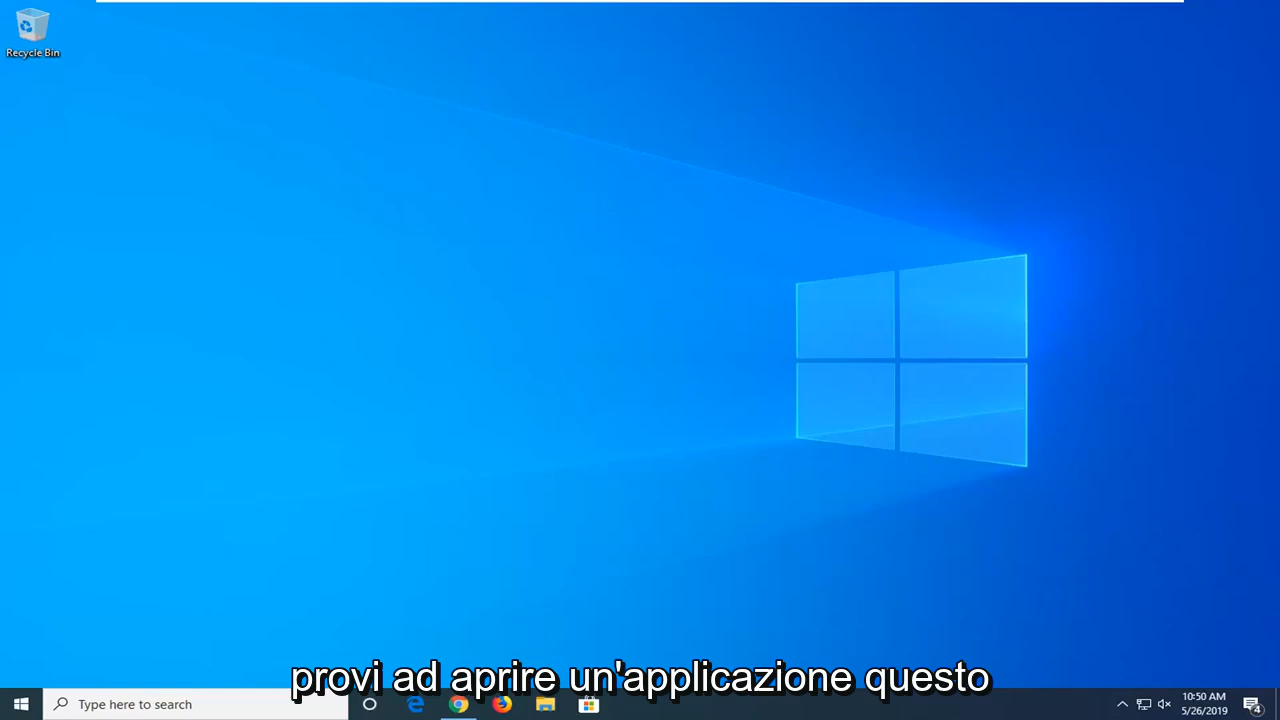 Recycle Bin
provi ad aprire un'applicazione questo
Type here to search
10:50 AM
5/26/2019
4